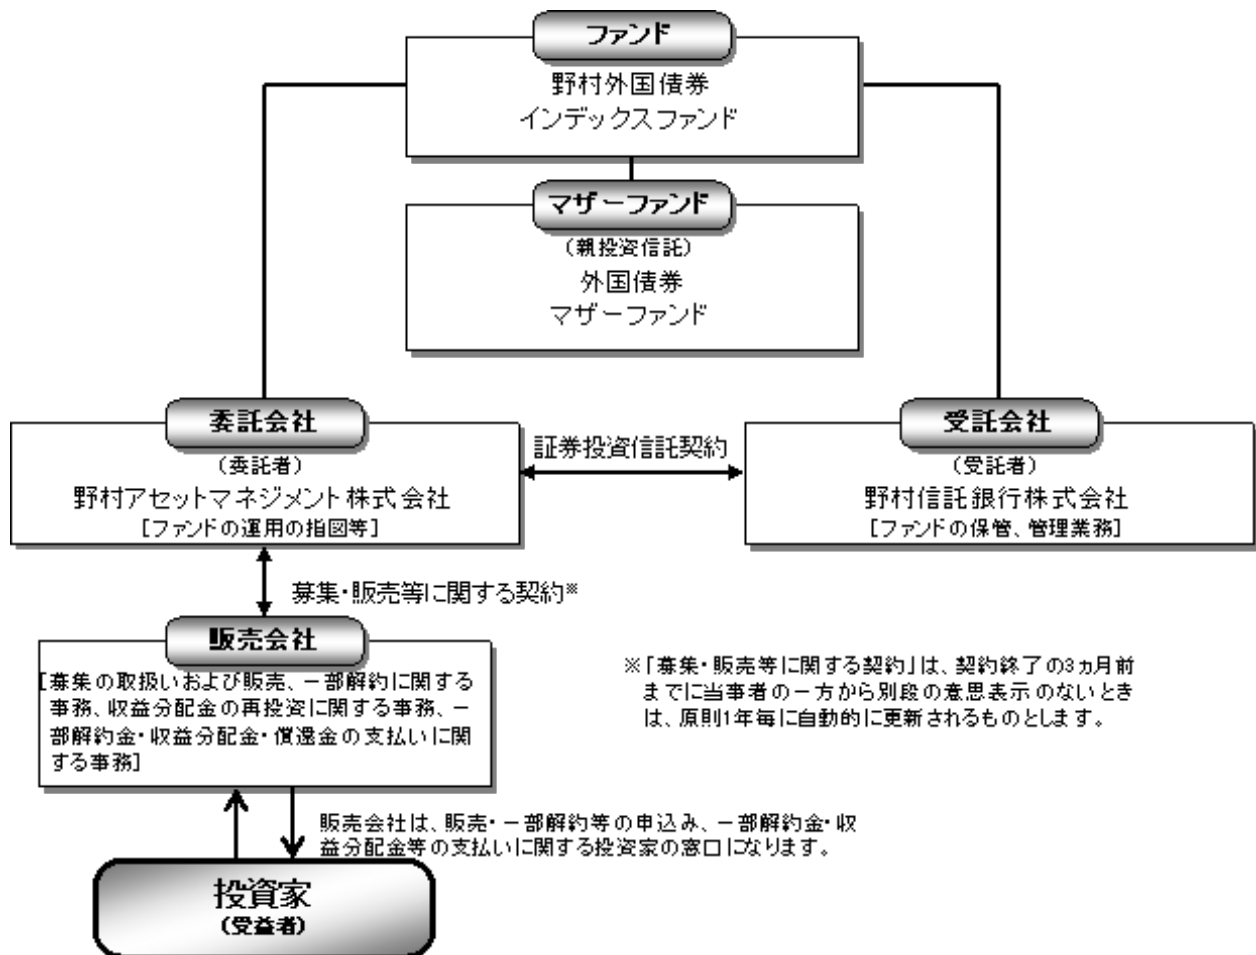 ファンド
野村外国債券
インデックスファンド
マザーファンド
(親投資信託)
外国債券
マザーファンド
委託会社
(委託者)
野村アセットマネジメント株式会社
[ファンドの運用の指図等]
証券投資信託契約
受託会社
(受託者)
野村信託銀行株式会社
[ファンドの保管、管理業務]
募集・販売等に関する契約※
販売会社
[募集の取扱いおよび販売、一部解約に関する
事務、収益分配金の再投資に関する事務、一
部解約金・収益分配金・償還金の支払いに関
する事務]
※「募集・販売等に関する契約」は、契約終了の3ヵ月前
までに当事者の一方から別段の意思表示のないとき
は、原則1年毎に自動的に更新されるものとします。
販売会社は、販売・一部解約等の申込み、一部解約金・収
益分配金等の支払いに関する投資家の窓口になります。
投資家
(受益者)